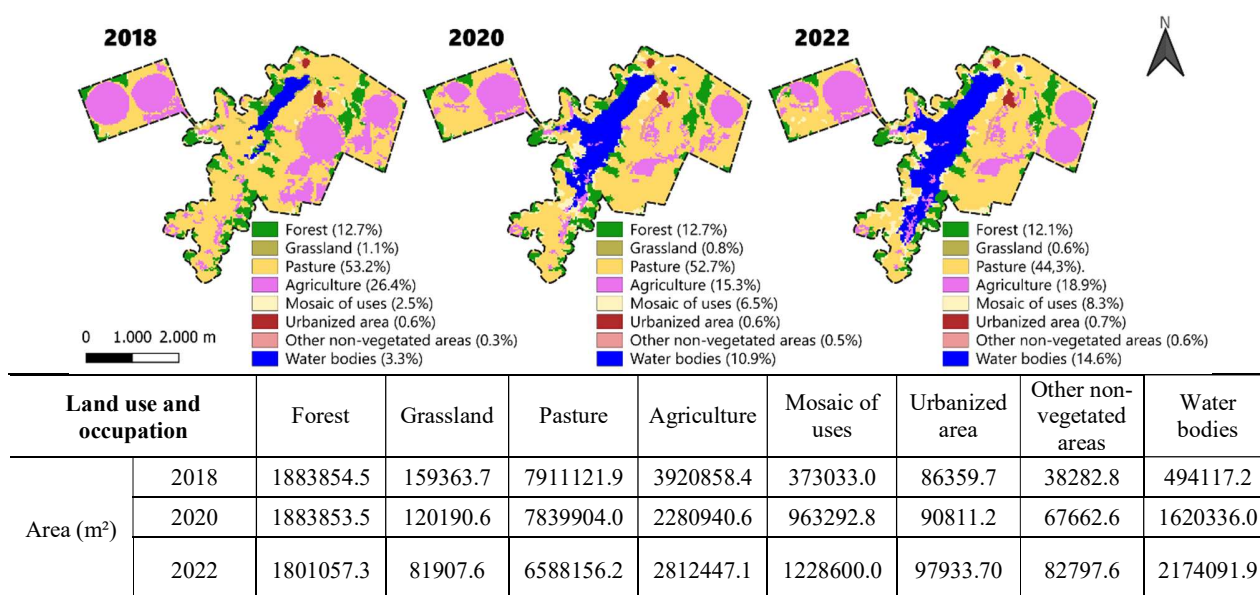 2018
2020
2022
N
Forest (12.7%)
Grassland (1.1%)
Pasture (53.2%)
Agriculture (26.4%)
Mosaic of uses (2.5%)
Urbanized area (0.6%)
Other non-vegetated areas (0.3%)
Water bodies (3.3%)
Forest (12.7%)
Grassland (0.8%)
Pasture (52.7%)
Agriculture (15.3%)
Mosaic of uses (6.5%)
Urbanized area (0.6%)
Other non-vegetated areas (0.5%)
Water bodies (10.9%)
Forest (12.1%)
Grassland (0.6%)
Pasture (44,3%).
Agriculture (18.9%)
Mosaic of uses (8.3%)
Urbanized area (0.7%)
Other non-vegetated areas (0.6%)
Water bodies (14.6%)
0 1.000 2.000 m
Land use and
occupation
Forest
Grassland
Pasture
Agriculture
Mosaic of
uses
Urbanized
area
Other non-
vegetated
areas
Water
bodies
Area (m²)
2018 1883854.5 159363.7 7911121.9 3920858.4 373033.0 86359.7 38282.8 494117.2
2020 1883853.5 120190.6 7839904.0 2280940.6 963292.8 90811.2 67662.6 1620336.0
2022 1801057.3 81907.6 6588156.2 2812447.1 1228600.0 97933.70 82797.6 2174091.9